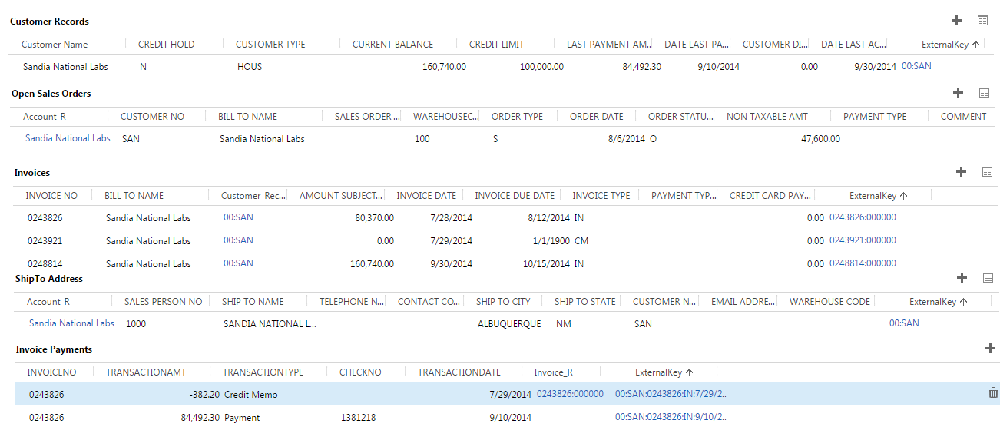 Customer Records
Customer Name CREDIT HOLD CUSTOMER TYPE CURRENT BALANCE CREDIT LIMIT LAST PAYMENT AM... DATE LAST PA... CUSTOMER DI... DATE LAST AC... ExternalKey ↑
Sandia National Labs N HOUS 160,740.00 100,000.00 84,492.30 9/10/2014 0.00 9/30/2014 00:SAN
Open Sales Orders
Account_R CUSTOMER NO BILL TO NAME SALES ORDER ... WAREHOUSEC... ORDER TYPE ORDER DATE ORDER STATU... NON TAXABLE AMT PAYMENT TYPE COMMENT
Sandia National Labs SAN Sandia National Labs 100 S 8/6/2014 O 47,600.00
Invoices
INVOICE NO BILL TO NAME Customer_Rec... AMOUNT SUBJECT... INVOICE DATE INVOICE DUE DATE INVOICE TYPE PAYMENT TYP... CREDIT CARD PAY... ExternalKey ↑
0243826 Sandia National Labs 00:SAN 80,370.00 7/28/2014 8/12/2014 IN 0.00 0243826:000000
0243921 Sandia National Labs 00:SAN 0.00 7/29/2014 1/1/1900 CM 0.00 0243921:000000
0248814 Sandia National Labs 00:SAN 160,740.00 9/30/2014 10/15/2014 IN 0.00 0248814:000000
ShipTo Address
Account_R SALES PERSON NO SHIP TO NAME TELEPHONE N... CONTACT CO... SHIP TO CITY SHIP TO STATE CUSTOMER N... EMAIL ADDRE... WAREHOUSE CODE ExternalKey ↑
Sandia National Labs 1000 SANDIA NATIONAL L... ALBUQUERQUE NM SAN 00:SAN
Invoice Payments
INVOICENO TRANSACTIONAMT TRANSACTIONTYPE CHECKNO TRANSACTIONDATE Invoice_R ExternalKey ↑
0243826 -382.20 Credit Memo 7/29/2014 0243826:000000 00:SAN:0243826:IN:7/29/2..
0243826 84,492.30 Payment 1381218 9/10/2014 00:SAN:0243826:IN:9/10/2..